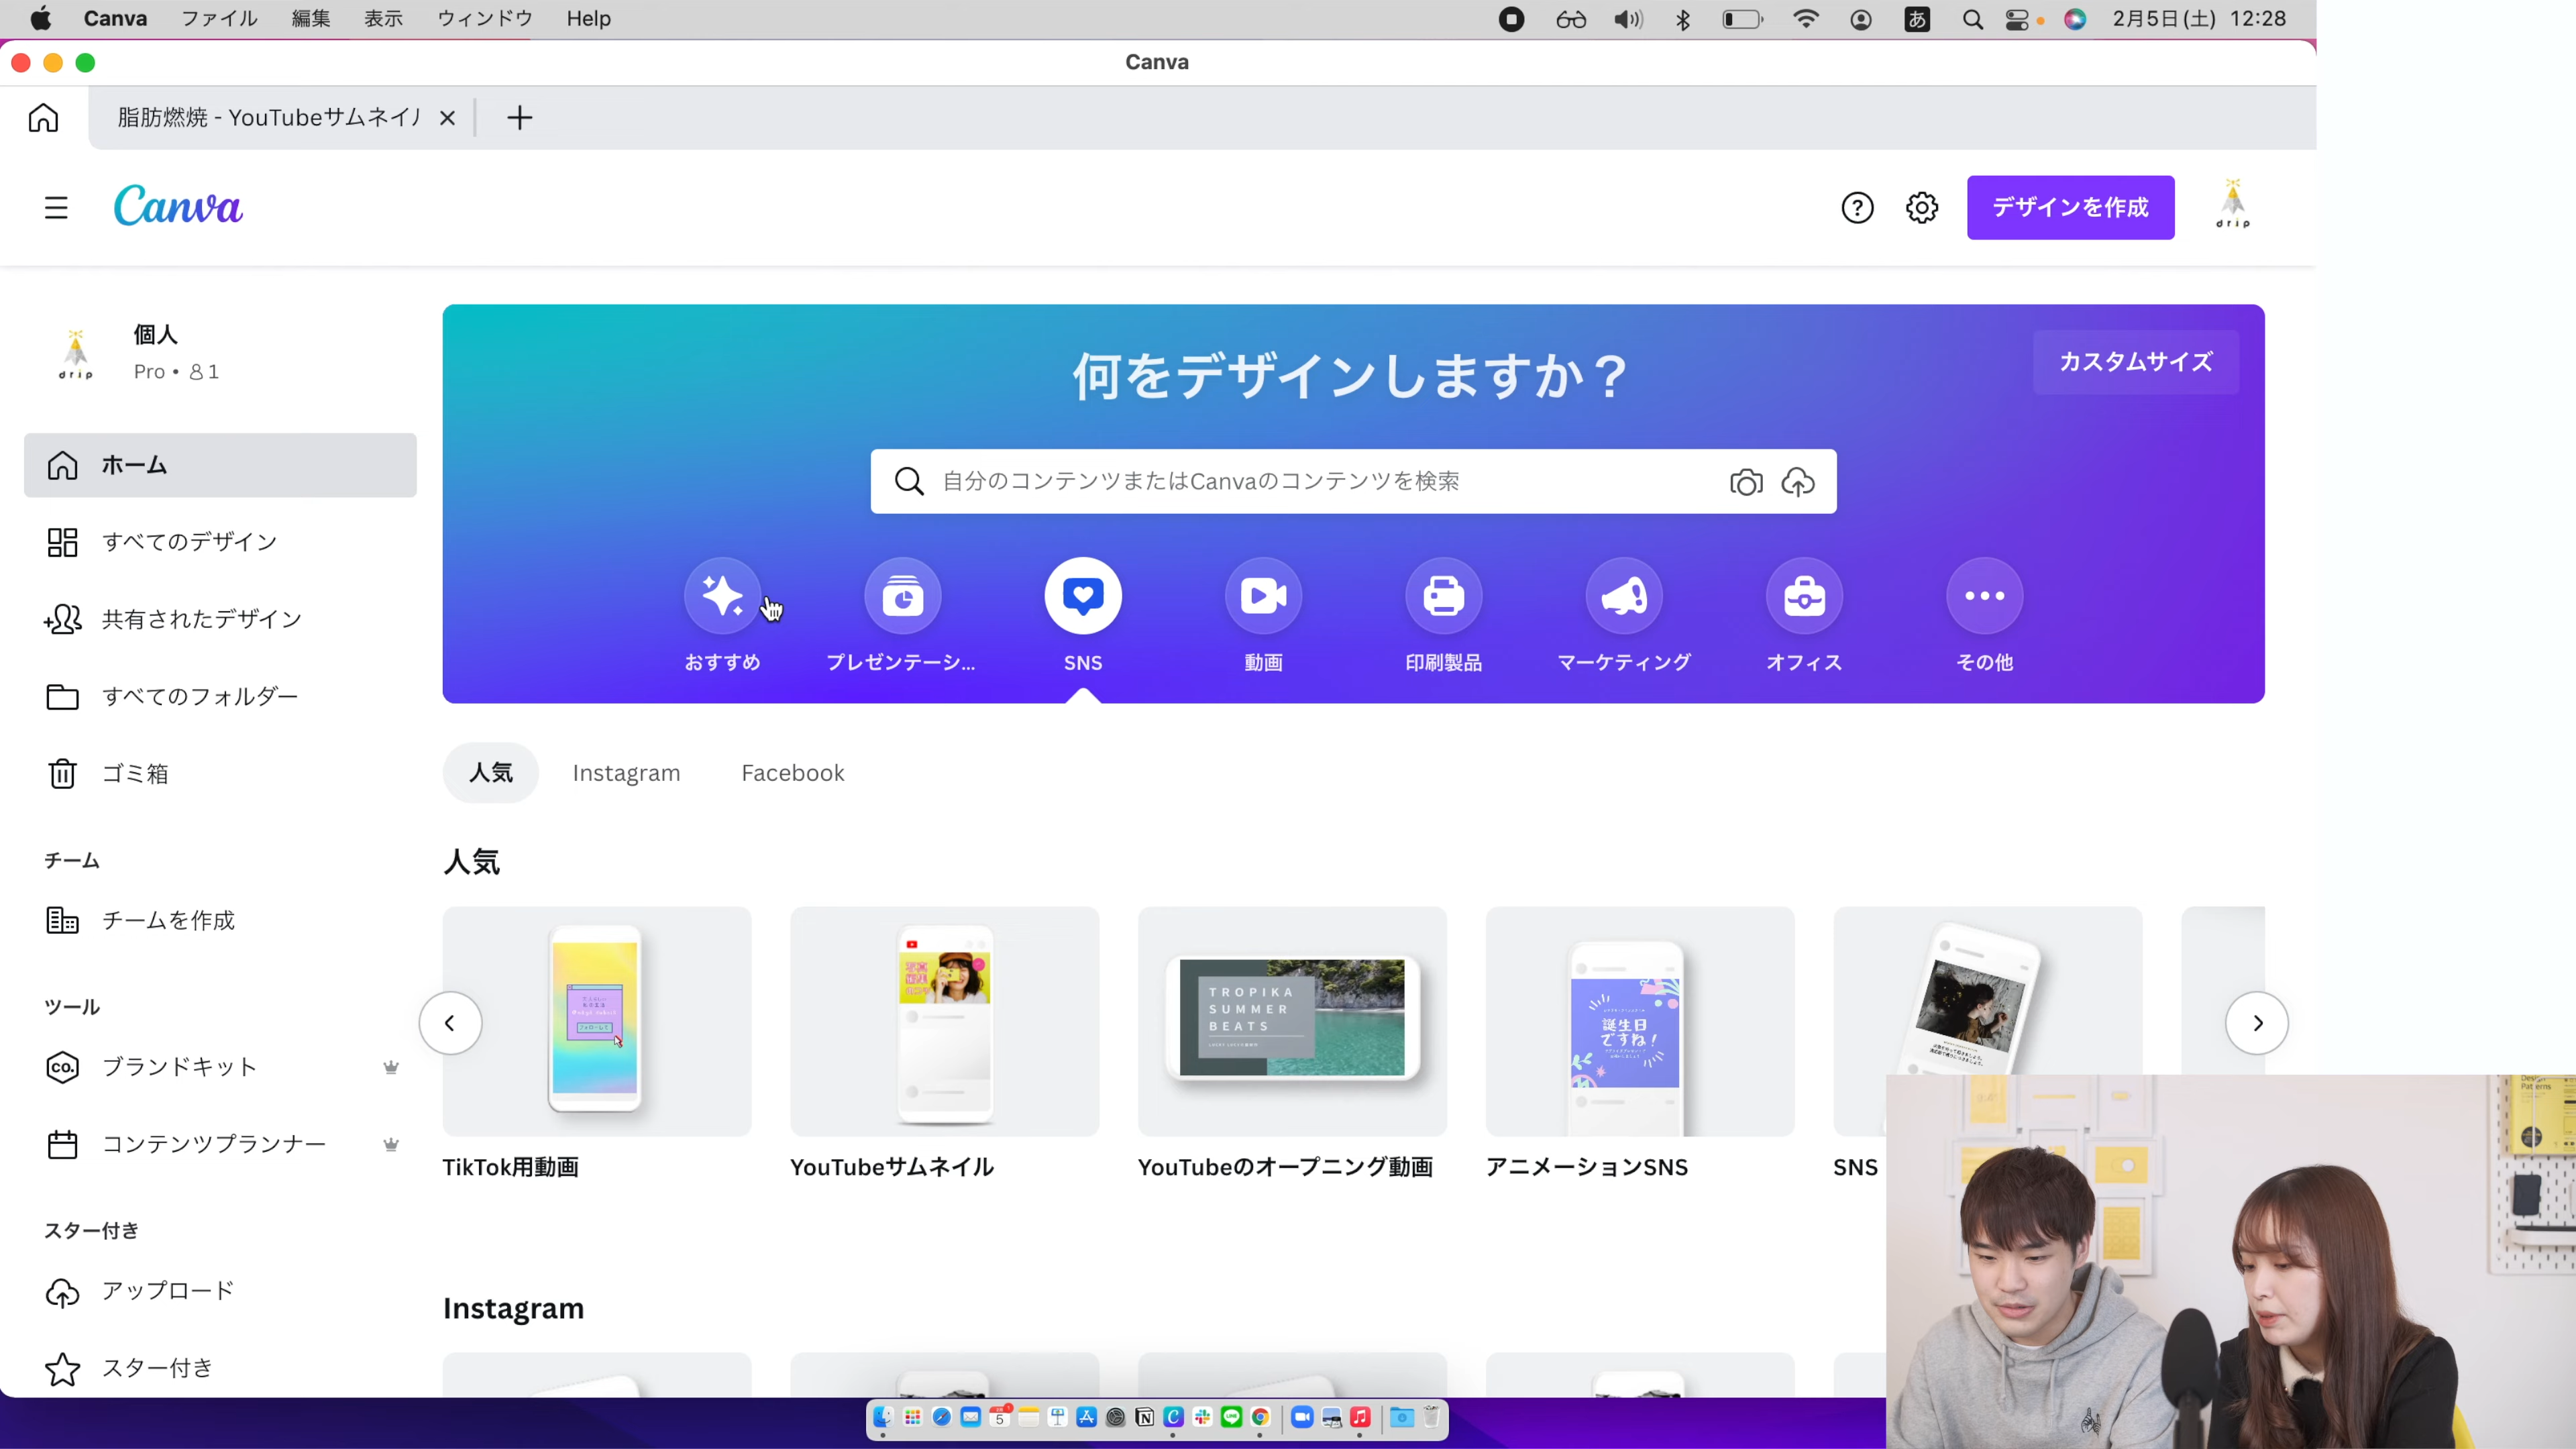 Canva ファイル 編集 表示 ウィンドウ Help あ 2月5日(土) 12:28
Canva
脂肪燃焼 - YouTubeサムネイル
Canva
デザインを作成
drip
個人
Pro • 1
drip
ホーム
すべてのデザイン
共有されたデザイン
すべてのフォルダー
ゴミ箱
チーム
チームを作成
ツール
CO.
ブランドキット
コンテンツプランナー
スター付き
アップロード
スター付き
何をデザインしますか？
カスタムサイズ
自分のコンテンツまたはCanvaのコンテンツを検索
おすすめ
プレゼンテーシ...
SNS
動画
印刷製品
マーケティング
オフィス
その他
人気 Instagram Facebook
人気
フォローして
TROPIKA
SUMMER
BEATS
誕生日
ですね！
TikTok用動画
YouTubeサムネイル
YouTubeのオープニング動画
アニメーションSNS
SNS
Instagram
5
Design
Patterns